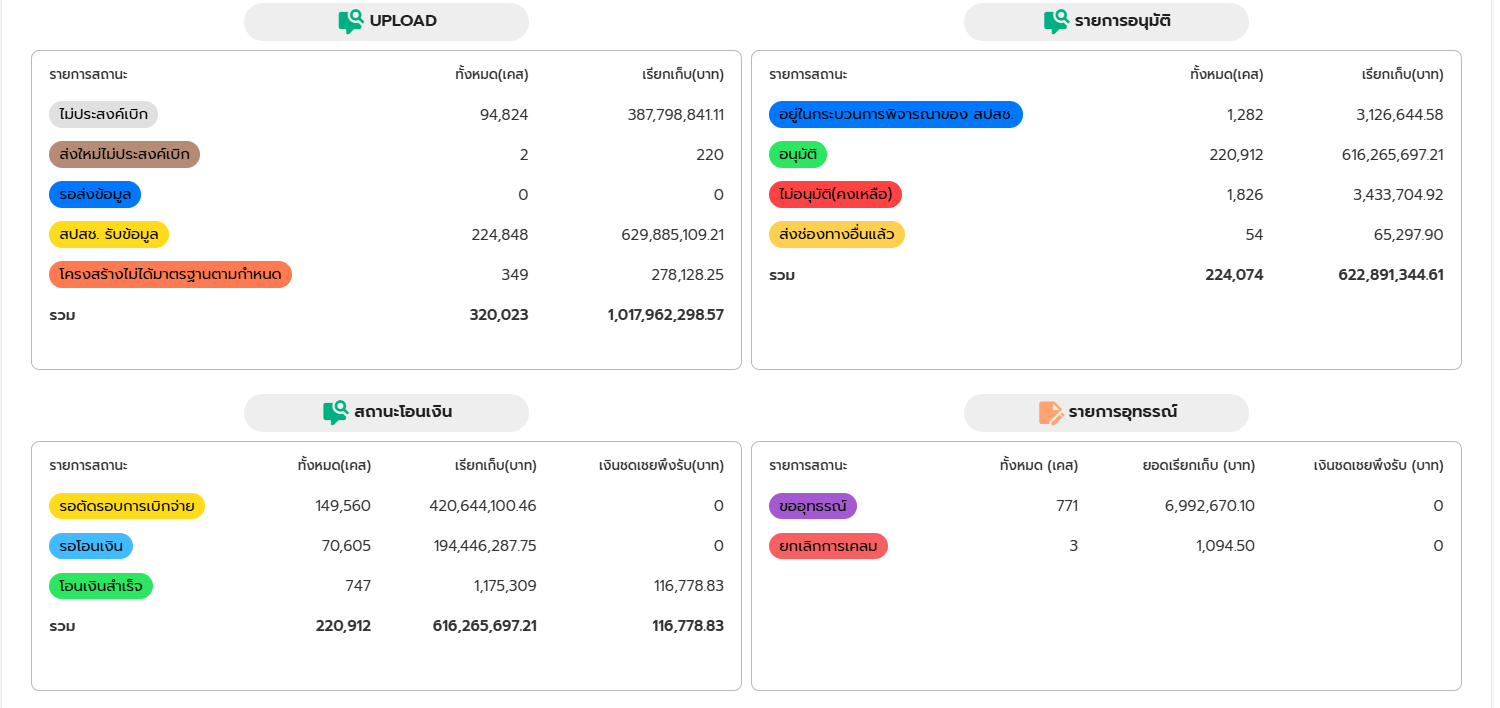 UPLOAD
รายการสถานะ ทั้งหมด(เคส) เรียกเก็บ(บาท)
ไม่ประสงค์เบิก 94,824 387,798,841.11
ส่งใหม่ไม่ประสงค์เบิก 2 220
รอส่งข้อมูล 0 0
สปสช. รับข้อมูล 224,848 629,885,109.21
โครงสร้างไม่ได้มาตรฐานตามกำหนด 349 278,128.25
รวม 320,023 1,017,962,298.57
รายการอนุมัติ
รายการสถานะ ทั้งหมด(เคส) เรียกเก็บ(บาท)
อยู่ในกระบวนการพิจารณาของ สปสช. 1,282 3,126,644.58
อนุมัติ 220,912 616,265,697.21
ไม่อนุมัติ(คงเหลือ) 1,826 3,433,704.92
ส่งช่องทางอื่นแล้ว 54 65,297.90
รวม 224,074 622,891,344.61
สถานะโอนเงิน
รายการสถานะ ทั้งหมด(เคส) เรียกเก็บ(บาท) เงินชดเชยพึงรับ(บาท)
รอตัดรอบการเบิกจ่าย 149,560 420,644,100.46 0
รอโอนเงิน 70,605 194,446,287.75 0
โอนเงินสำเร็จ 747 1,175,309 116,778.83
รวม 220,912 616,265,697.21 116,778.83
รายการอุทธรณ์
รายการสถานะ ทั้งหมด (เคส) ยอดเรียกเก็บ (บาท) เงินชดเชยพึงรับ (บาท)
ขออุทธรณ์ 771 6,992,670.10 0
ยกเลิกการเคลม 3 1,094.50 0